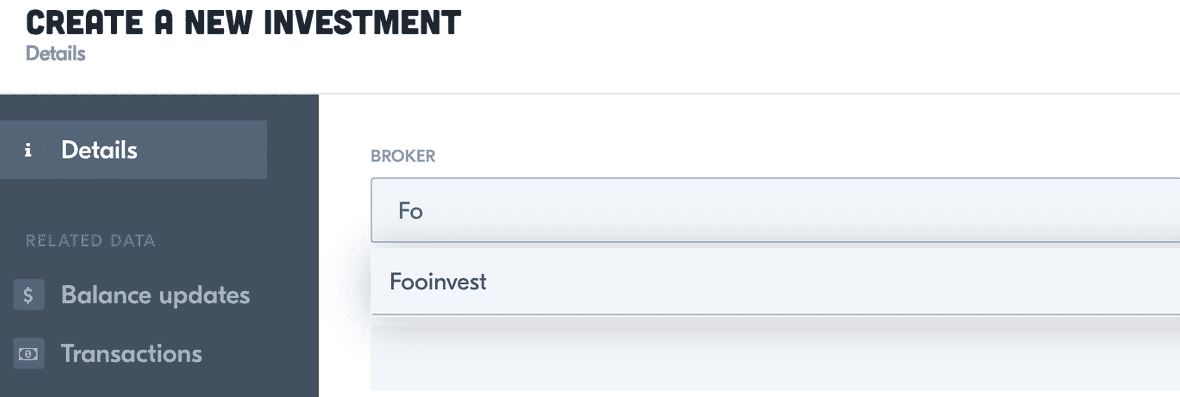 CREATE A NEW INVESTMENT
Details
Details
RELATED DATA
$ Balance updates
Transactions
BROKER
Fo
Fooinvest